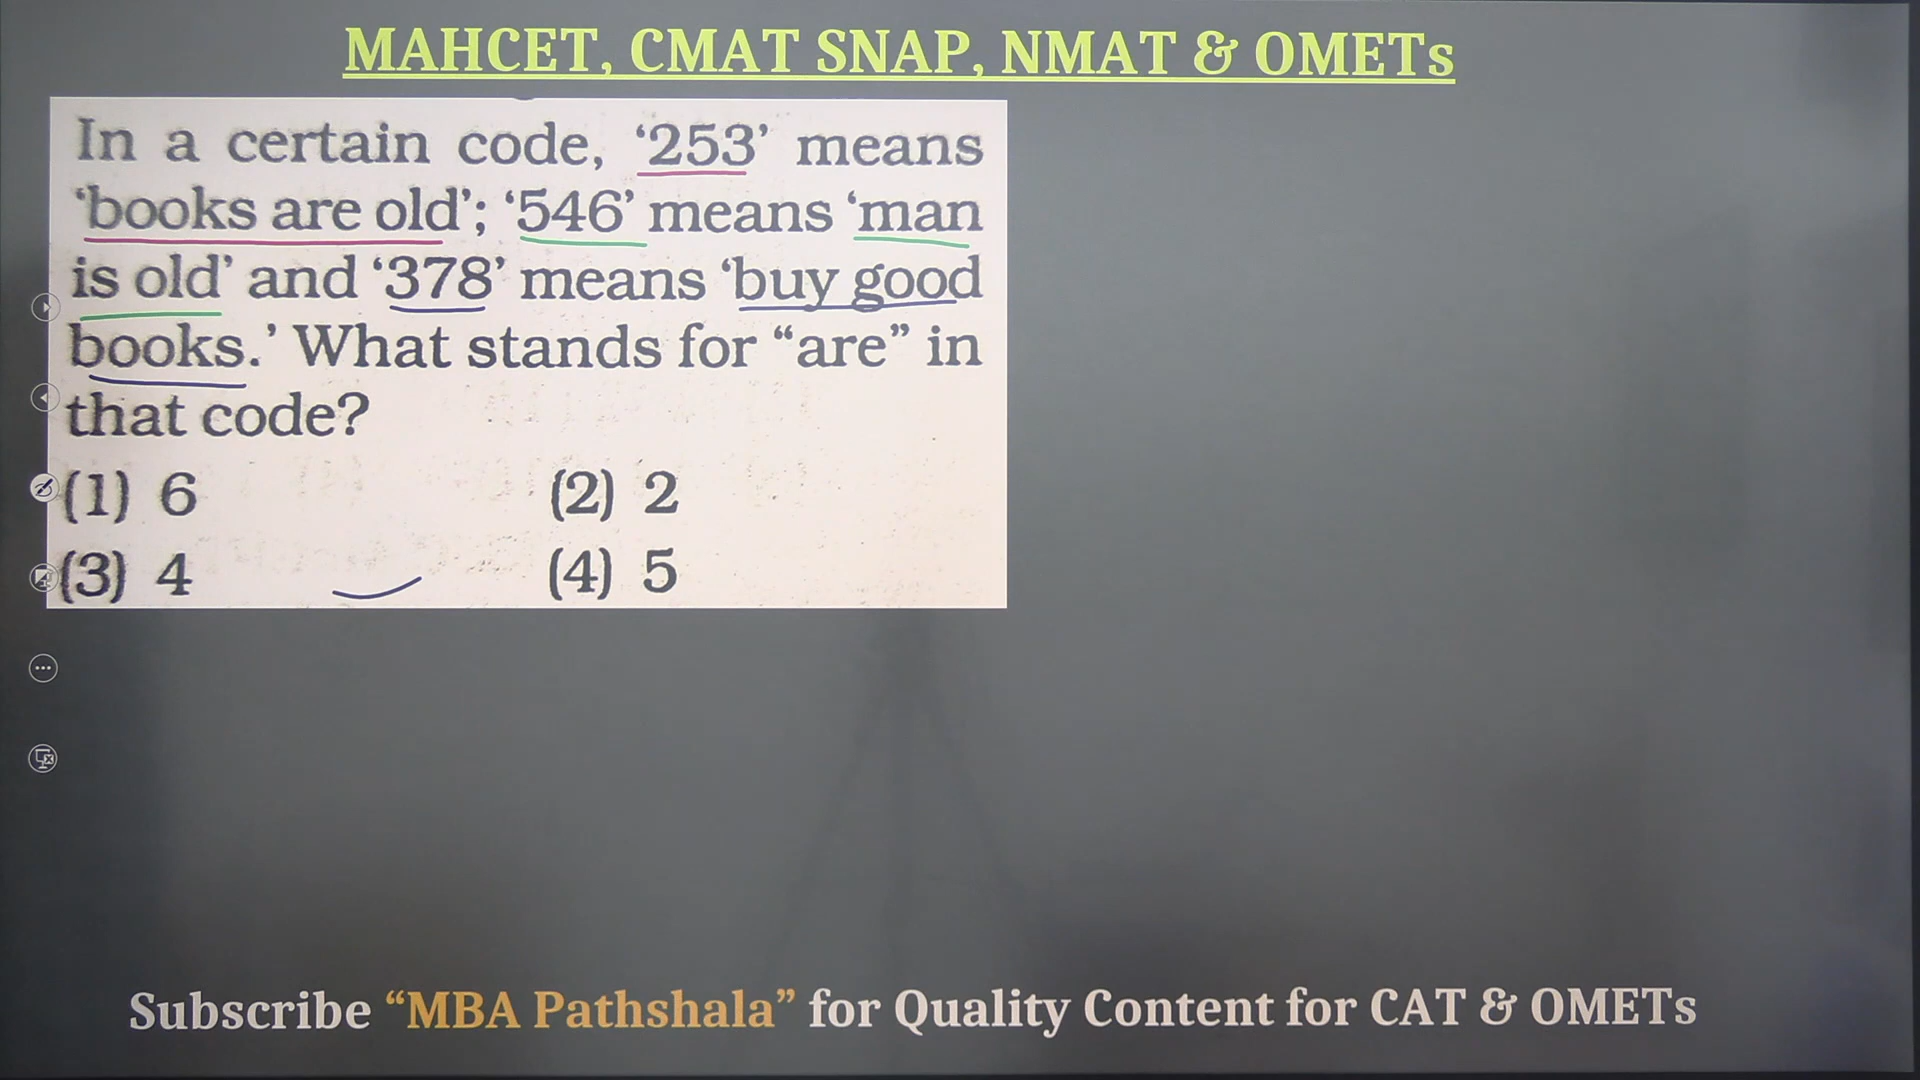 MAHCET, CMAT SNAP, NMAT & OMETs
In a certain code, ‘253’ means
‘books are old’; ‘546’ means ‘man
is old’ and ‘378’ means ‘buy good
books.’ What stands for “are” in
that code?
(1) 6 (2) 2
(3) 4 (4) 5
Subscribe “MBA Pathshala” for Quality Content for CAT & OMETs